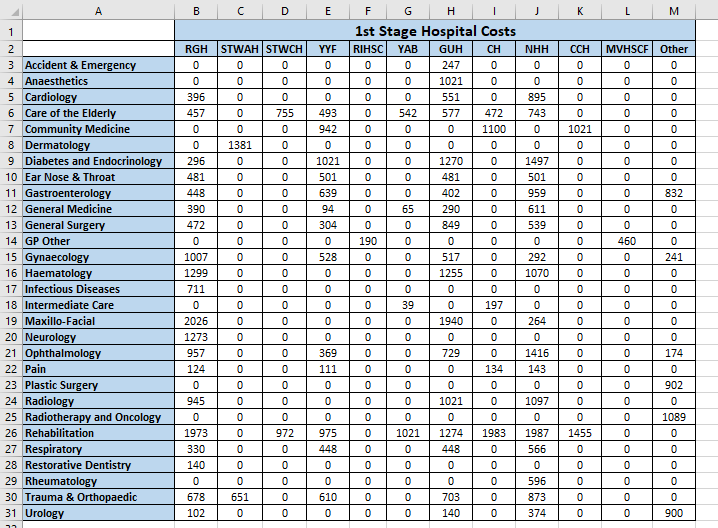 A B C D E F G H I J K L M
1 1st Stage Hospital Costs
2 RGH STWAH STWCH YYF RIHSC YAB GUH CH NHH CCH MVHSCF Other
3 Accident & Emergency 0 0 0 0 0 0 247 0 0 0 0 0
4 Anaesthetics 0 0 0 0 0 0 1021 0 0 0 0 0
5 Cardiology 396 0 0 0 0 0 551 0 895 0 0 0
6 Care of the Elderly 457 0 755 493 0 542 577 472 743 0 0 0
7 Community Medicine 0 0 0 942 0 0 0 1100 0 1021 0 0
8 Dermatology 0 1381 0 0 0 0 0 0 0 0 0 0
9 Diabetes and Endocrinology 296 0 0 1021 0 0 1270 0 1497 0 0 0
10 Ear Nose & Throat 481 0 0 501 0 0 481 0 501 0 0 0
11 Gastroenterology 448 0 0 639 0 0 402 0 959 0 0 832
12 General Medicine 390 0 0 94 0 65 290 0 611 0 0 0
13 General Surgery 472 0 0 304 0 0 849 0 539 0 0 0
14 GP Other 0 0 0 0 190 0 0 0 0 0 460 0
15 Gynaecology 1007 0 0 528 0 0 517 0 292 0 0 241
16 Haematology 1299 0 0 0 0 0 1255 0 1070 0 0 0
17 Infectious Diseases 711 0 0 0 0 0 0 0 0 0 0 0
18 Intermediate Care 0 0 0 0 0 39 0 197 0 0 0 0
19 Maxillo-Facial 2026 0 0 0 0 0 1940 0 264 0 0 0
20 Neurology 1273 0 0 0 0 0 0 0 0 0 0 0
21 Ophthalmology 957 0 0 369 0 0 729 0 1416 0 0 174
22 Pain 124 0 0 111 0 0 0 134 143 0 0 0
23 Plastic Surgery 0 0 0 0 0 0 0 0 0 0 0 902
24 Radiology 945 0 0 0 0 0 1021 0 1097 0 0 0
25 Radiotherapy and Oncology 0 0 0 0 0 0 0 0 0 0 0 1089
26 Rehabilitation 1973 0 972 975 0 1021 1274 1983 1987 1455 0 0
27 Respiratory 330 0 0 448 0 0 448 0 566 0 0 0
28 Restorative Dentistry 140 0 0 0 0 0 0 0 0 0 0 0
29 Rheumatology 0 0 0 0 0 0 0 0 596 0 0 0
30 Trauma & Orthopaedic 678 651 0 610 0 0 703 0 873 0 0 0
31 Urology 102 0 0 0 0 0 140 0 374 0 0 900